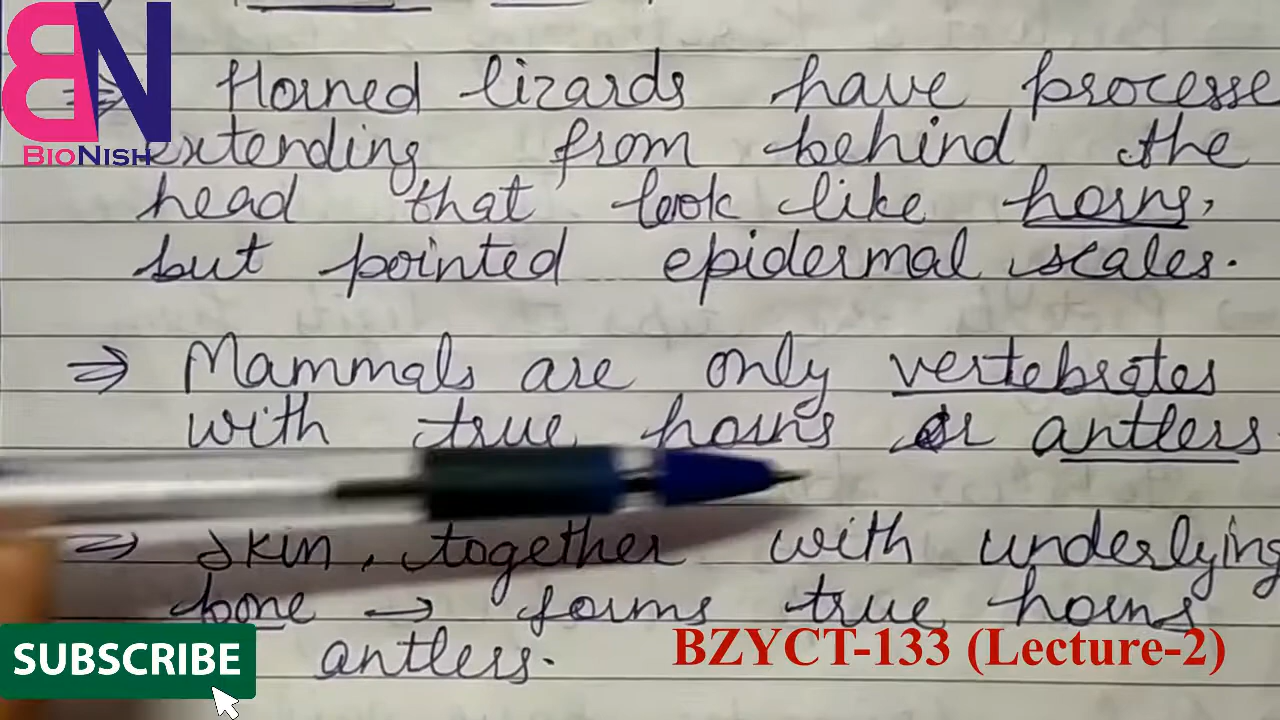 BN
BIONISH
⇒ Horned lizards have processe
extending from behind the
head that look like horns,
but pointed epidermal scales.
⇒ Mammals are only vertebrates
with true horns or antlers.
⇒ Skin, together with underlying
bone → forms true horns
antlers.
SUBSCRIBE
BZYCT-133 (Lecture-2)